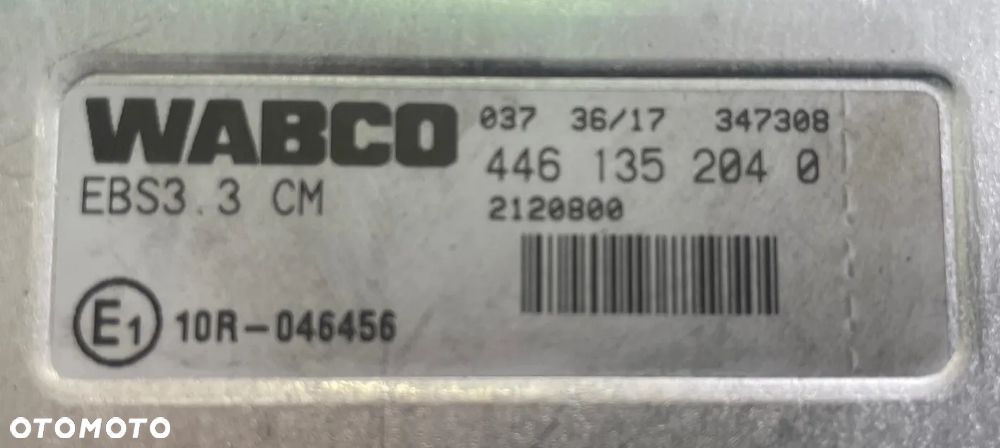 WABCO
037 36/17 347308
446 135 204 0
EBS3.3 CM
2120800
E1 10R-046456
OTOMOTO